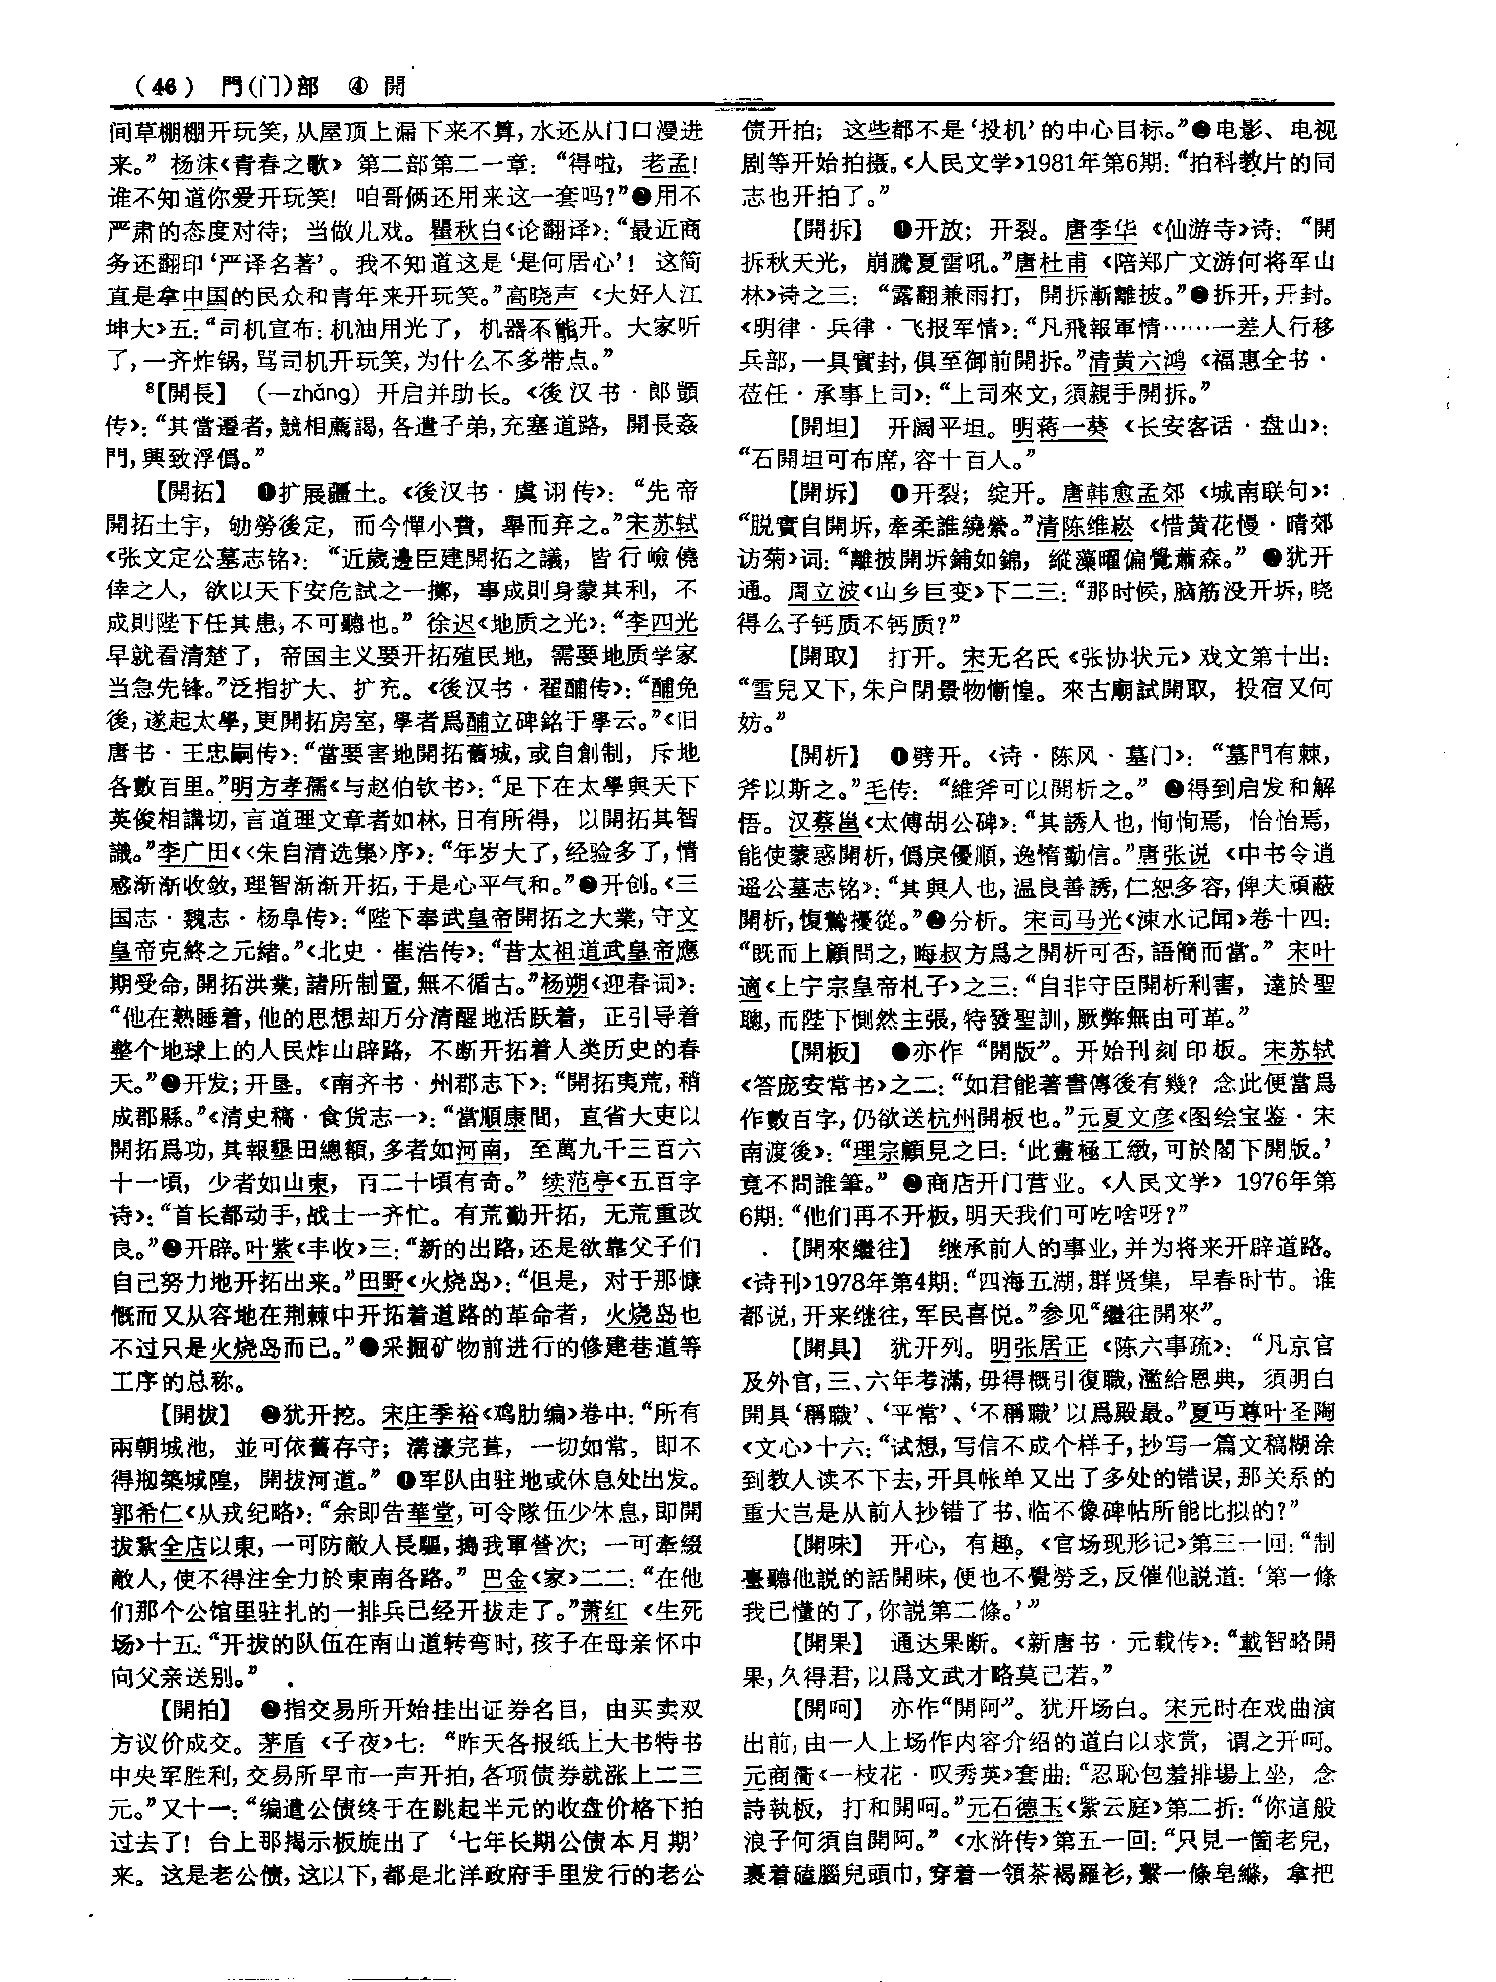 （46） 門(门)部 ④ 開
间草棚棚开玩笑，从屋顶上漏下来不算，水还从门口漫进
来。”杨沫《青春之歌》第二部第二一章：“得啦，老孟！
谁不知道你爱开玩笑！咱哥俩还用来这一套吗？”❷用不
严肃的态度对待；当做儿戏。瞿秋白《论翻译》：“最近商
务还翻印‘严译名著’。我不知道这是‘是何居心’！这简
直是拿中国的民众和青年来开玩笑。”高晓声《大好人江
坤大》五：“司机宣布：机油用光了，机器不能开。大家听
了，一齐炸锅，骂司机开玩笑，为什么不多带点。”
8【開長】（—zhǎng）开启并助长。《後汉书·郎顗
传》：“其當遷者，競相薦謁，各遣子弟，充塞道路，開長姦
門，興致浮僞。”
【開拓】❶扩展疆土。《後汉书·虞诩传》：“先帝
開拓土宇，劬勞後定，而今憚小費，舉而弃之。”宋苏轼
《张文定公墓志铭》：“近歲邊臣建開拓之議，皆行嶮僥
倖之人，欲以天下安危試之一擲，事成則身蒙其利，不
成則陛下任其患，不可聽也。”徐迟《地质之光》：“李四光
早就看清楚了，帝国主义要开拓殖民地，需要地质学家
当急先锋。”泛指扩大、扩充。《後汉书·翟酺传》：“酺免
後，遂起太學，更開拓房室，學者爲酺立碑銘于學云。”《旧
唐书·王忠嗣传》：“當要害地開拓舊城，或自創制，斥地
各數百里。”明方孝孺《与赵伯钦书》：“足下在太學與天下
英俊相講切，言道理文章者如林，日有所得，以開拓其智
識。”李广田《〈朱自清选集〉序》：“年岁大了，经验多了，情
感渐渐收敛，理智渐渐开拓，于是心平气和。”❷开创。《三
国志·魏志·杨阜传》：“陛下奉武皇帝開拓之大業，守文
皇帝克終之元緒。”《北史·崔浩传》：“昔太祖道武皇帝應
期受命，開拓洪業，諸所制置，無不循古。”杨朔《迎春词》：
“他在熟睡着，他的思想却万分清醒地活跃着，正引导着
整个地球上的人民炸山辟路，不断开拓着人类历史的春
天。”❸开发；开垦。《南齐书·州郡志下》：“開拓夷荒，稍
成郡縣。”《清史稿·食货志一》：“當順康間，直省大吏以
開拓爲功，其報墾田總額，多者如河南，至萬九千三百六
十一頃，少者如山東，百二十頃有奇。”续范亭《五百字
诗》：“首长都动手，战士一齐忙。有荒勤开拓，无荒重改
良。”❹开辟。叶紫《丰收》三：“新的出路，还是欲靠父子们
自己努力地开拓出来。”田野《火烧岛》：“但是，对于那慷
慨而又从容地在荆棘中开拓着道路的革命者，火烧岛也
不过只是火烧岛而已。”❺采掘矿物前进行的修建巷道等
工序的总称。
【開拔】❶犹开挖。宋庄季裕《鸡肋编》卷中：“所有
兩朝城池，並可依舊存守；溝濠完葺，一切如常，即不
得剏築城隍，開拔河道。”❷军队由驻地或休息处出发。
郭希仁《从戎纪略》：“余即告華堂，可令隊伍少休息，即開
拔紮全店以東，一可防敵人長驅，搗我軍營次；一可牽綴
敵人，使不得注全力於東南各路。”巴金《家》二二：“在他
们那个公馆里驻扎的一排兵已经开拔走了。”萧红《生死
场》十五：“开拔的队伍在南山道转弯时，孩子在母亲怀中
向父亲送别。”
【開拍】❶指交易所开始挂出证券名目，由买卖双
方议价成交。茅盾《子夜》七：“昨天各报纸上大书特书
中央军胜利，交易所早市一声开拍，各项债券就涨上二三
元。”又十一：“编遣公债终于在跳起半元的收盘价格下拍
过去了！台上那揭示板旋出了‘七年长期公债本月期’
来。这是老公债，这以下，都是北洋政府手里发行的老公
债开拍；这些都不是‘投机’的中心目标。”❷电影、电视
剧等开始拍摄。《人民文学》1981年第6期：“拍科教片的同
志也开拍了。”
【開拆】❶开放；开裂。唐李华《仙游寺》诗：“開
拆秋天光，崩騰夏雷吼。”唐杜甫《陪郑广文游何将军山
林》诗之三：“露翻兼雨打，開拆漸離披。”❷拆开，开封。
《明律·兵律·飞报军情》：“凡飛報軍情……一差人行移
兵部，一具實封，俱至御前開拆。”清黄六鸿《福惠全书·
莅任·承事上司》：“上司來文，須親手開拆。”
【開坦】开阔平坦。明蒋一葵《长安客话·盘山》：
“石開坦可布席，容十百人。”
【開坼】❶开裂；绽开。唐韩愈孟郊《城南联句》：
“脱實自開坼，牽柔誰繞縈。”清陈维崧《惜黄花慢·晴郊
访菊》词：“離披開坼鋪如錦，縱藻曜偏覺蕭森。”❷犹开
通。周立波《山乡巨变》下二三：“那时候，脑筋没开坼，晓
得么子钙质不钙质？”
【開取】打开。宋无名氏《张协状元》戏文第十出：
“雪兒又下，朱户閉景物慚惶。來古廟試開取，投宿又何
妨。”
【開析】❶劈开。《诗·陈风·墓门》：“墓門有棘，
斧以斯之。”毛传：“維斧可以開析之。”❷得到启发和解
悟。汉蔡邕《太傅胡公碑》：“其誘人也，恂恂焉，怡怡焉，
能使蒙惑開析，僞戾優順，逸惰勤信。”唐张说《中书令逍
遥公墓志铭》：“其與人也，温良善誘，仁恕多容，俾夫頑蔽
開析，愎鷙擾從。”❸分析。宋司马光《涑水记闻》卷十四：
“既而上顧問之，晦叔方爲之開析可否，語簡而當。”宋叶
適《上宁宗皇帝札子》之三：“自非守臣開析利害，達於聖
聰，而陛下惻然主張，特發聖訓，厥弊無由可革。”
【開板】❶亦作“開版”。开始刊刻印板。宋苏轼
《答庞安常书》之二：“如君能著書傳後有幾？念此便當爲
作數百字，仍欲送杭州開板也。”元夏文彦《图绘宝鉴·宋
南渡後》：“理宗顧見之曰：‘此畫極工緻，可於閣下開版。’
竟不問誰筆。”❷商店开门营业。《人民文学》1976年第
6期：“他们再不开板，明天我们可吃啥呀？”
【開來繼往】继承前人的事业，并为将来开辟道路。
《诗刊》1978年第4期：“四海五湖，群贤集，早春时节。谁
都说，开来继往，军民喜悦。”参见“繼往開來”。
【開具】犹开列。明张居正《陈六事疏》：“凡京官
及外官，三、六年考滿，毋得概引復職，濫給恩典，須明白
開具‘稱職’、‘平常’、‘不稱職’以爲殿最。”夏丏尊叶圣陶
《文心》十六：“试想，写信不成个样子，抄写一篇文稿糊涂
到教人读不下去，开具帐单又出了多处的错误，那关系的
重大岂是从前人抄错了书、临不像碑帖所能比拟的？”
【開味】开心，有趣。《官场现形记》第三一回：“制
臺聽他説的話開味，便也不覺勞乏，反催他説道：‘第一條
我已懂的了，你説第二條。’”
【開果】通达果断。《新唐书·元载传》：“載智略開
果，久得君，以爲文武才略莫己若。”
【開呵】亦作“開阿”。犹开场白。宋元时在戏曲演
出前，由一人上场作内容介绍的道白以求赏，谓之开呵。
元商衟《一枝花·叹秀英》套曲：“忍恥包羞排場上坐，念
詩執板，打和開呵。”元石德玉《紫云庭》第二折：“你這般
浪子何須自開阿。”《水浒传》第五一回：“只見一箇老兒，
裹着磕腦兒頭巾，穿着一領茶褐羅衫，繫一條皂縧，拿把